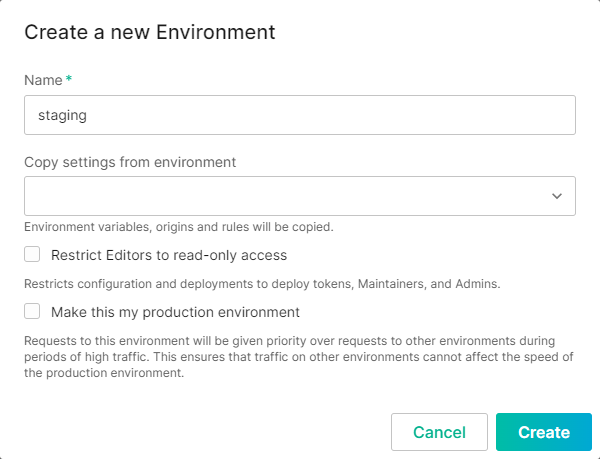 Create a new Environment
Name *
staging
Copy settings from environment
Environment variables, origins and rules will be copied.
Restrict Editors to read-only access
Restricts configuration and deployments to deploy tokens, Maintainers, and Admins.
Make this my production environment
Requests to this environment will be given priority over requests to other environments during
periods of high traffic. This ensures that traffic on other environments cannot affect the speed of
the production environment.
Cancel
Create